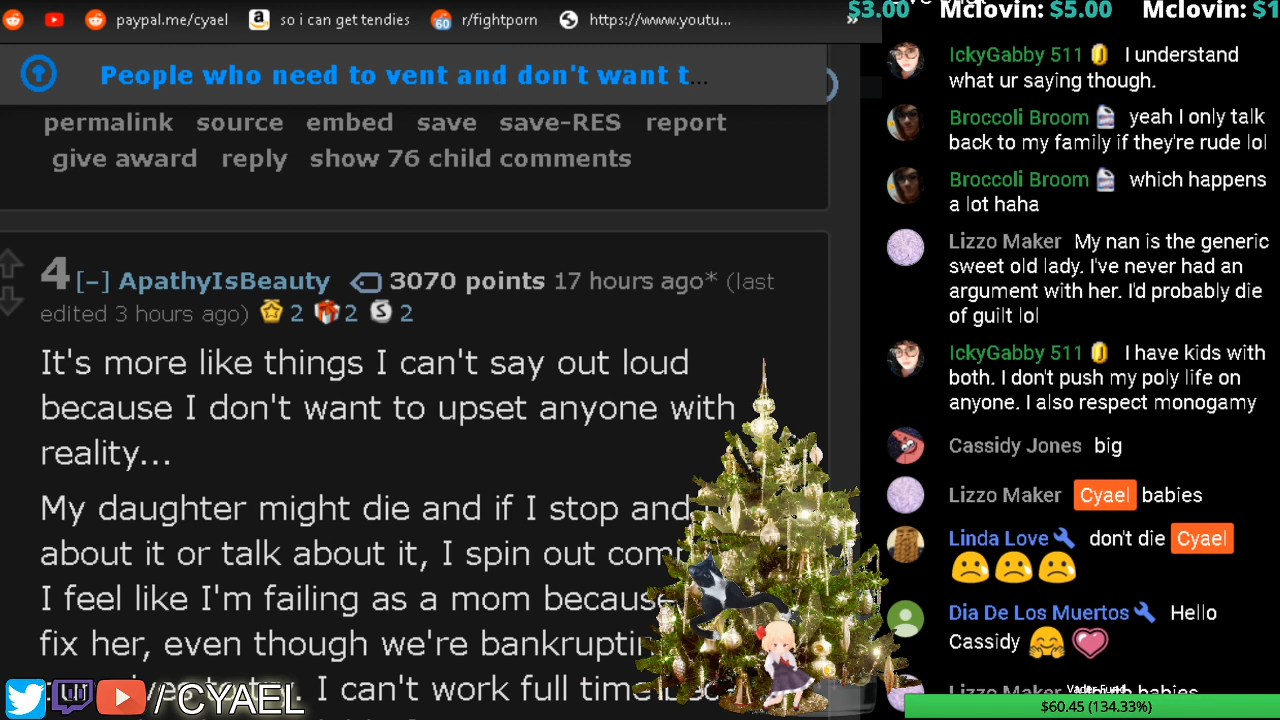 paypal.me/cyael so i can get tendies r/fightporn https://www.youtu... »
People who need to vent and don't want t...
permalink source embed save save-RES report
give award reply show 76 child comments
4 [–] ApathyIsBeauty 3070 points 17 hours ago* (last
edited 3 hours ago) 2 2 2
It's more like things I can't say out loud
because I don't want to upset anyone with
reality...
My daughter might die and if I stop and
about it or talk about it, I spin out
I feel like I'm failing as a mom because
fix her, even though we're
I can't work full time
/CYAEL
$3.00 Mclovin: $5.00 Mclovin: $1
IckyGabby 511 I understand
what ur saying though.
Broccoli Broom yeah I only talk
back to my family if they're rude lol
Broccoli Broom which happens
a lot haha
Lizzo Maker My nan is the generic
sweet old lady. I've never had an
argument with her. I'd probably die
of guilt lol
IckyGabby 511 I have kids with
both. I don't push my poly life on
anyone. I also respect monogamy
Cassidy Jones big
Lizzo Maker Cyael babies
Linda Love don't die Cyael
Dia De Los Muertos Hello
Cassidy
Lizzo Maker babies
Vader Fund
$60.45 (134.33%)